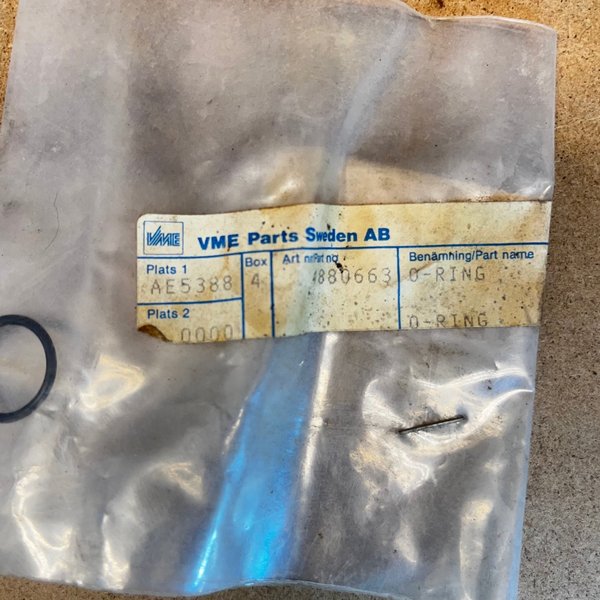 VME VME Parts Sweden AB
Plats 1 Box Art nr/Part no Benämning/Part name
AE5388 4 880663 O-RING
Plats 2
0000 O-RING